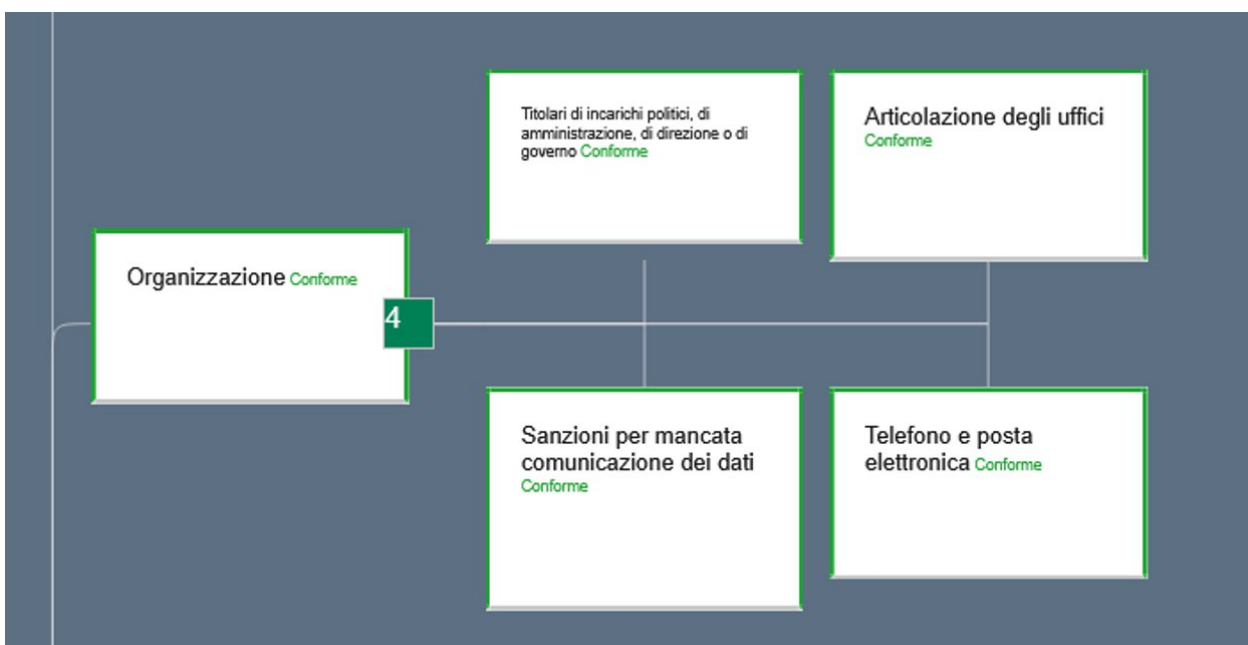 Titolari di incarichi politici, di
amministrazione, di direzione o di
governo Conforme
Articolazione degli uffici
Conforme
Organizzazione Conforme
4
Sanzioni per mancata
comunicazione dei dati
Conforme
Telefono e posta
elettronica Conforme